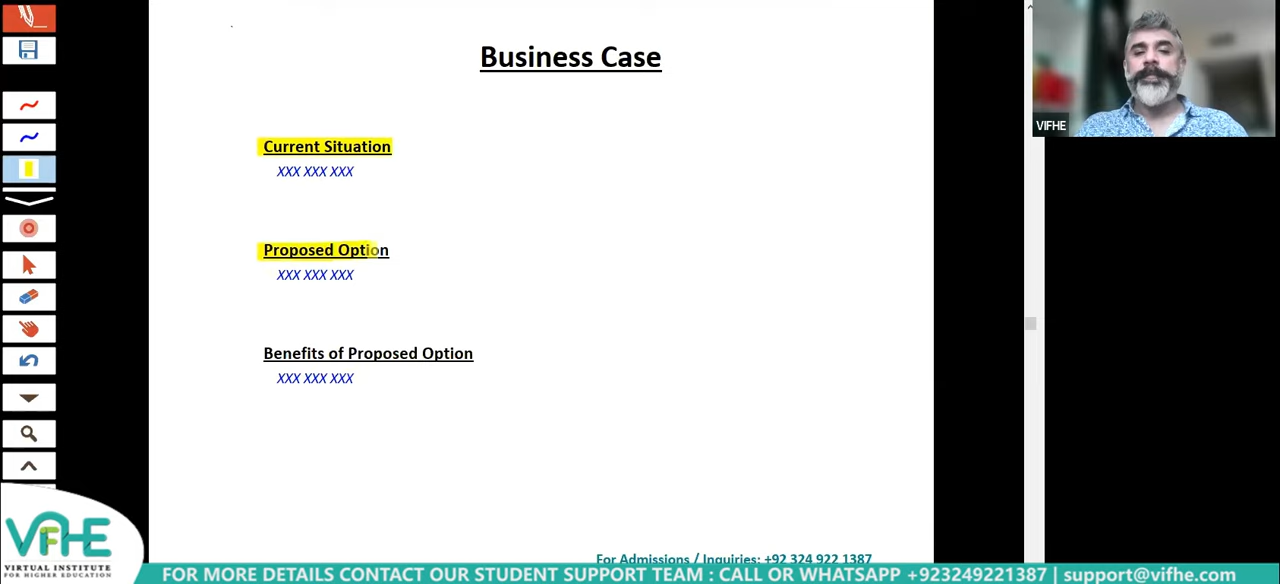 Business Case
VIFHE
Current Situation
XXX XXX XXX
Proposed Option
XXX XXX XXX
Benefits of Proposed Option
XXX XXX XXX
VIFHE
VIRTUAL INSTITUTE
FOR HIGHER EDUCATION
For Admissions / Inquiries: +92 324 922 1387
FOR MORE DETAILS CONTACT OUR STUDENT SUPPORT TEAM : CALL OR WHATSAPP +923249221387 | support@vifhe.com